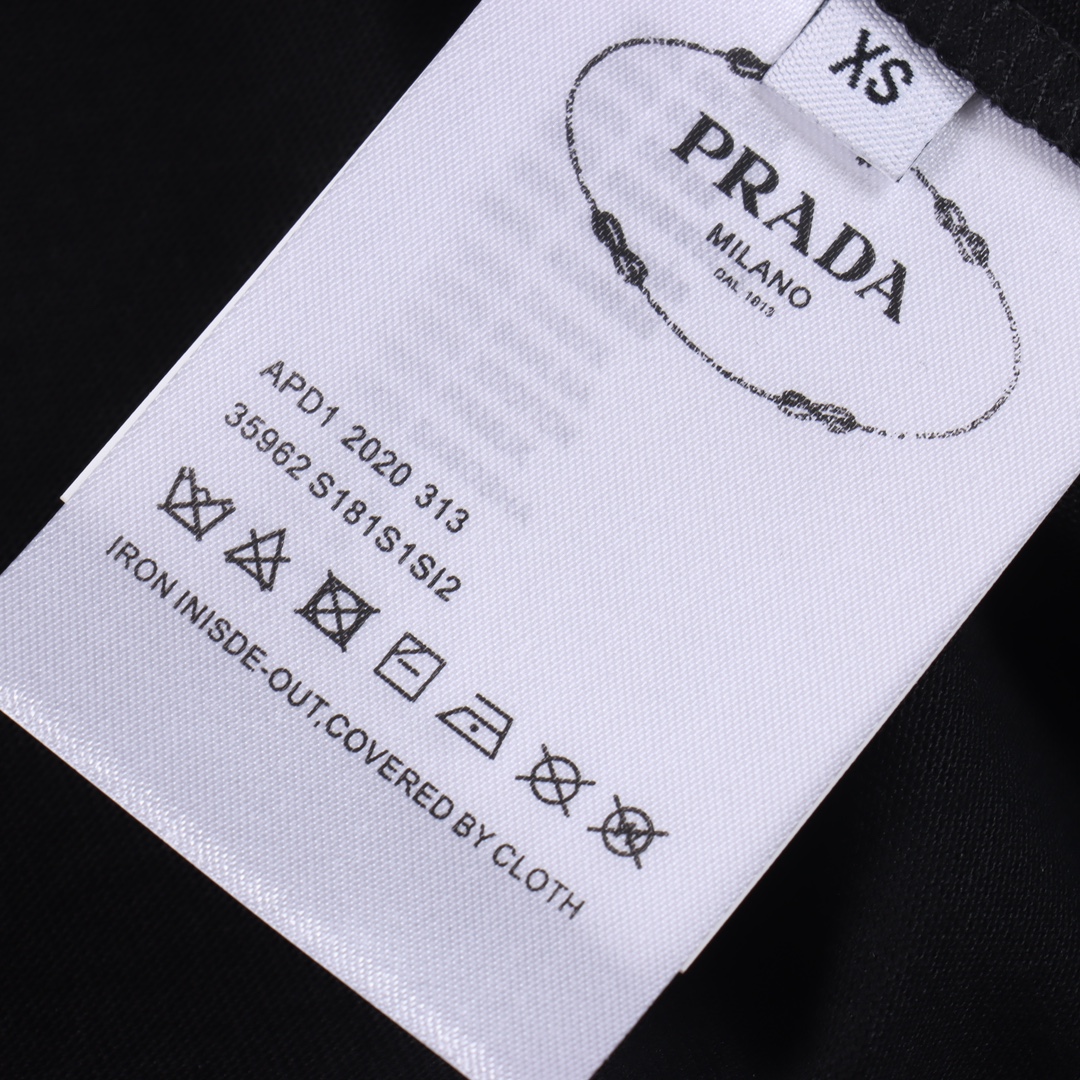 XS
PRADA
MILANO
DAL 1913
APD1 2020 313
35962 S181S1SI2
IRON INISDE-OUT,COVERED BY CLOTH